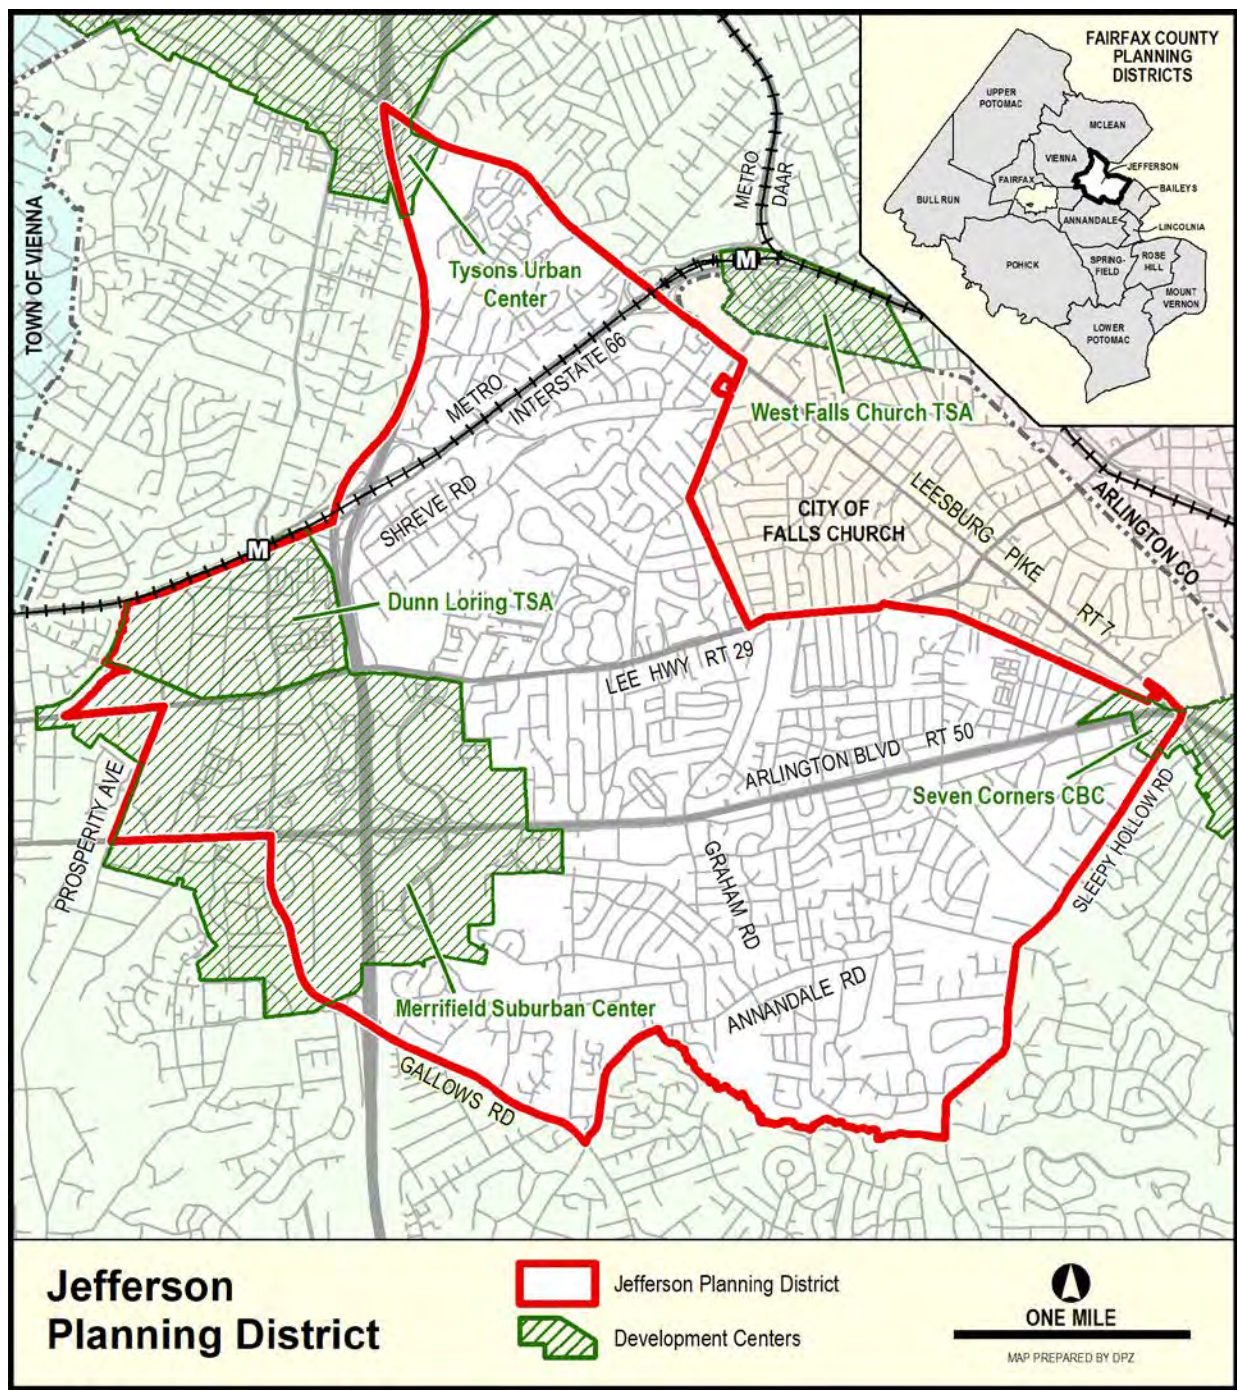 FAIRFAX COUNTY
PLANNING
DISTRICTS
UPPER
POTOMAC
MCLEAN
VIENNA
JEFFERSON
FAIRFAX
BAILEYS
BULL RUN
ANNANDALE
LINCOLNIA
POHICK
SPRING-
FIELD
ROSE
HILL
MOUNT
VERNON
LOWER
POTOMAC
TOWN OF VIENNA
METRO
DAAR
M
Tysons Urban
Center
METRO
INTERSTATE 66
West Falls Church TSA
SHREVE RD
LEESBURG PIKE
RT 7
ARLINGTON CO
CITY OF
FALLS CHURCH
M
Dunn Loring TSA
LEE HWY RT 29
ARLINGTON BLVD RT 50
Seven Corners CBC
PROSPERITY AVE
SLEEPY HOLLOW RD
GRAHAM RD
ANNANDALE RD
Merrifield Suburban Center
GALLOWS RD
Jefferson
Planning District
Jefferson Planning District
Development Centers
ONE MILE
MAP PREPARED BY DPZ